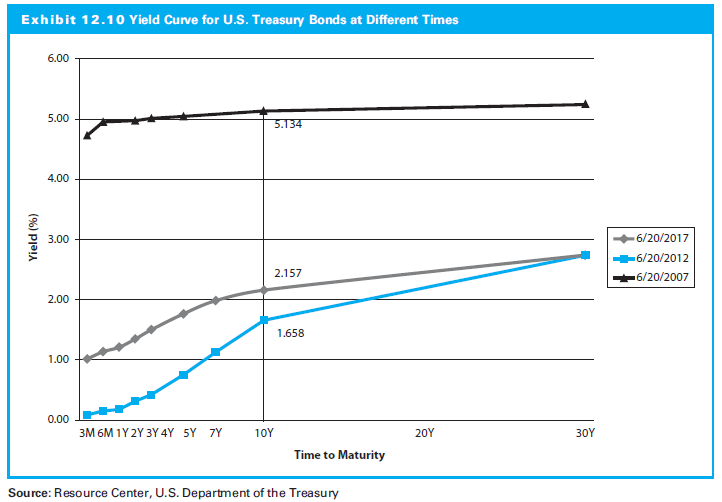 Exhibit 12.10 Yield Curve for U.S. Treasury Bonds at Different Times
6.00
5.00
5.134
4.00
Yield (%)
3.00
6/20/2017
6/20/2012
6/20/2007
2.157
2.00
1.658
1.00
0.00
3M 6M 1Y 2Y 3Y 4Y 5Y 7Y 10Y 20Y 30Y
Time to Maturity
Source: Resource Center, U.S. Department of the Treasury